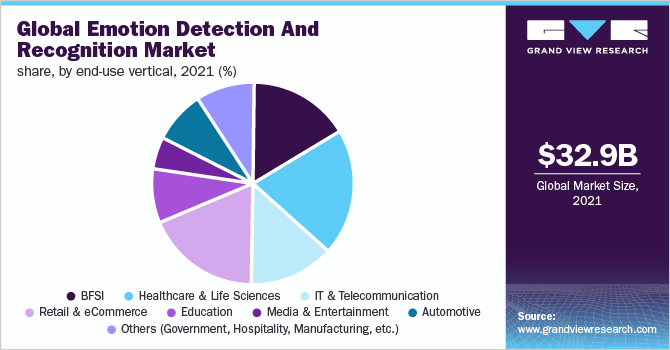 Global Emotion Detection And
Recognition Market
share, by end-use vertical, 2021 (%)
BFSI
Healthcare & Life Sciences
IT & Telecommunication
Retail & eCommerce
Education
Media & Entertainment
Automotive
Others (Government, Hospitality, Manufacturing, etc.)
GRAND VIEW RESEARCH
$32.9B
Global Market Size,
2021
Source:
www.grandviewresearch.com